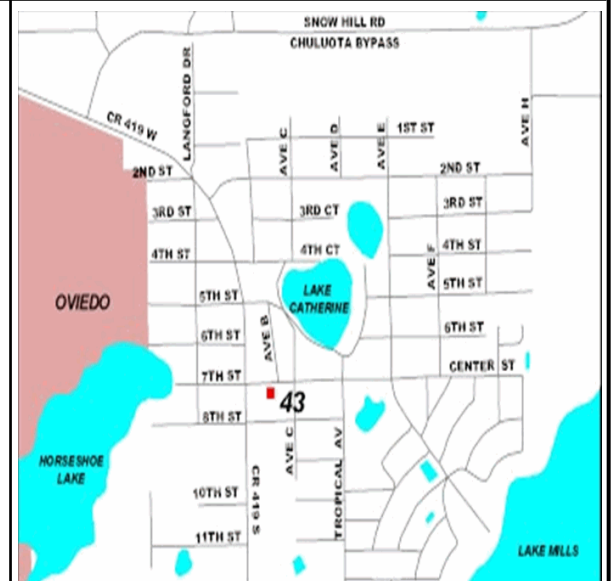 SNOW HILL RD
CHULUOTA BYPASS
LANGFORD DR
CR 419 W
AVE C
AVE D
AVE E
1ST ST
AVE H
2ND ST
2ND ST
3RD ST
3RD CT
3RD ST
4TH ST
4TH CT
AVE F
4TH ST
OVIEDO
5TH ST
LAKE
CATHERINE
5TH ST
6TH ST
AVE B
6TH ST
7TH ST
CENTER ST
43
8TH ST
HORSESHOE
LAKE
AVE C
TROPICAL AV
CR 419 S
10TH ST
11TH ST
LAKE MILLS